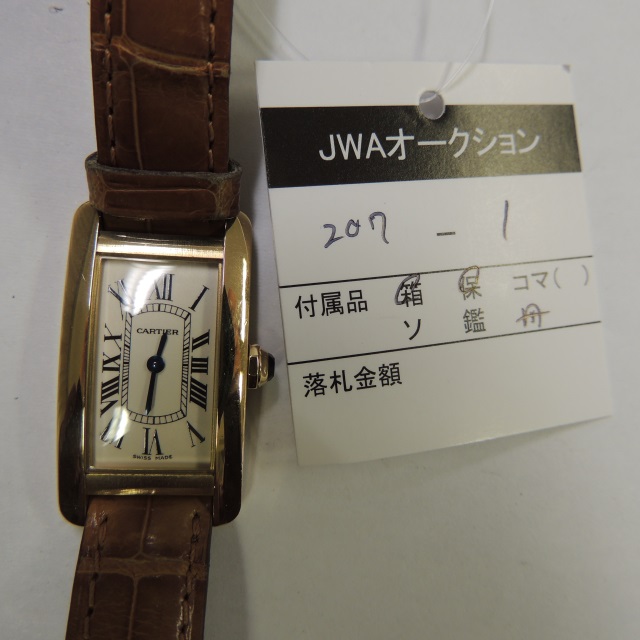 CARTIER
SWISS MADE
JWAオークション
207 - 1
付属品 箱 保 コマ( )
ソ 鑑 冊
落札金額